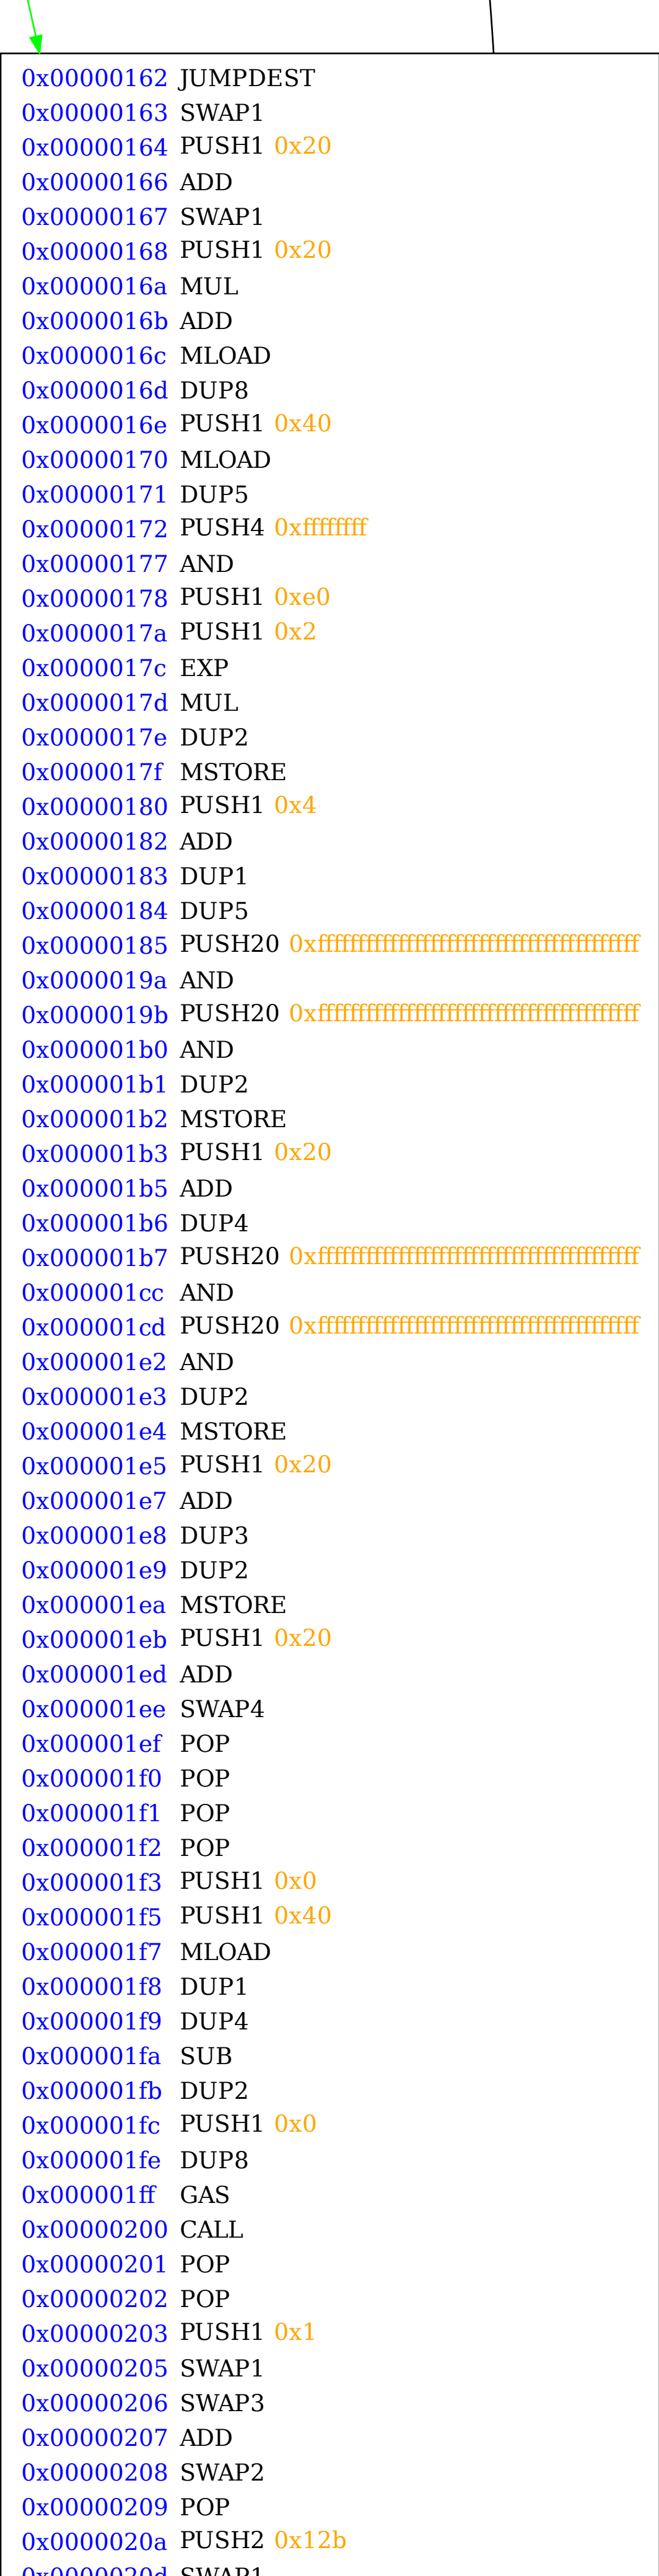 0x00000162 JUMPDEST
0x00000163 SWAP1
0x00000164 PUSH1 0x20
0x00000166 ADD
0x00000167 SWAP1
0x00000168 PUSH1 0x20
0x0000016a MUL
0x0000016b ADD
0x0000016c MLOAD
0x0000016d DUP8
0x0000016e PUSH1 0x40
0x00000170 MLOAD
0x00000171 DUP5
0x00000172 PUSH4 0xffffffff
0x00000177 AND
0x00000178 PUSH1 0xe0
0x0000017a PUSH1 0x2
0x0000017c EXP
0x0000017d MUL
0x0000017e DUP2
0x0000017f MSTORE
0x00000180 PUSH1 0x4
0x00000182 ADD
0x00000183 DUP1
0x00000184 DUP5
0x00000185 PUSH20 0xffffffffffffffffffffffffffffffffffffffff
0x0000019a AND
0x0000019b PUSH20 0xffffffffffffffffffffffffffffffffffffffff
0x000001b0 AND
0x000001b1 DUP2
0x000001b2 MSTORE
0x000001b3 PUSH1 0x20
0x000001b5 ADD
0x000001b6 DUP4
0x000001b7 PUSH20 0xffffffffffffffffffffffffffffffffffffffff
0x000001cc AND
0x000001cd PUSH20 0xffffffffffffffffffffffffffffffffffffffff
0x000001e2 AND
0x000001e3 DUP2
0x000001e4 MSTORE
0x000001e5 PUSH1 0x20
0x000001e7 ADD
0x000001e8 DUP3
0x000001e9 DUP2
0x000001ea MSTORE
0x000001eb PUSH1 0x20
0x000001ed ADD
0x000001ee SWAP4
0x000001ef POP
0x000001f0 POP
0x000001f1 POP
0x000001f2 POP
0x000001f3 PUSH1 0x0
0x000001f5 PUSH1 0x40
0x000001f7 MLOAD
0x000001f8 DUP1
0x000001f9 DUP4
0x000001fa SUB
0x000001fb DUP2
0x000001fc PUSH1 0x0
0x000001fe DUP8
0x000001ff GAS
0x00000200 CALL
0x00000201 POP
0x00000202 POP
0x00000203 PUSH1 0x1
0x00000205 SWAP1
0x00000206 SWAP3
0x00000207 ADD
0x00000208 SWAP2
0x00000209 POP
0x0000020a PUSH2 0x12b
0x0000020d SWAP1